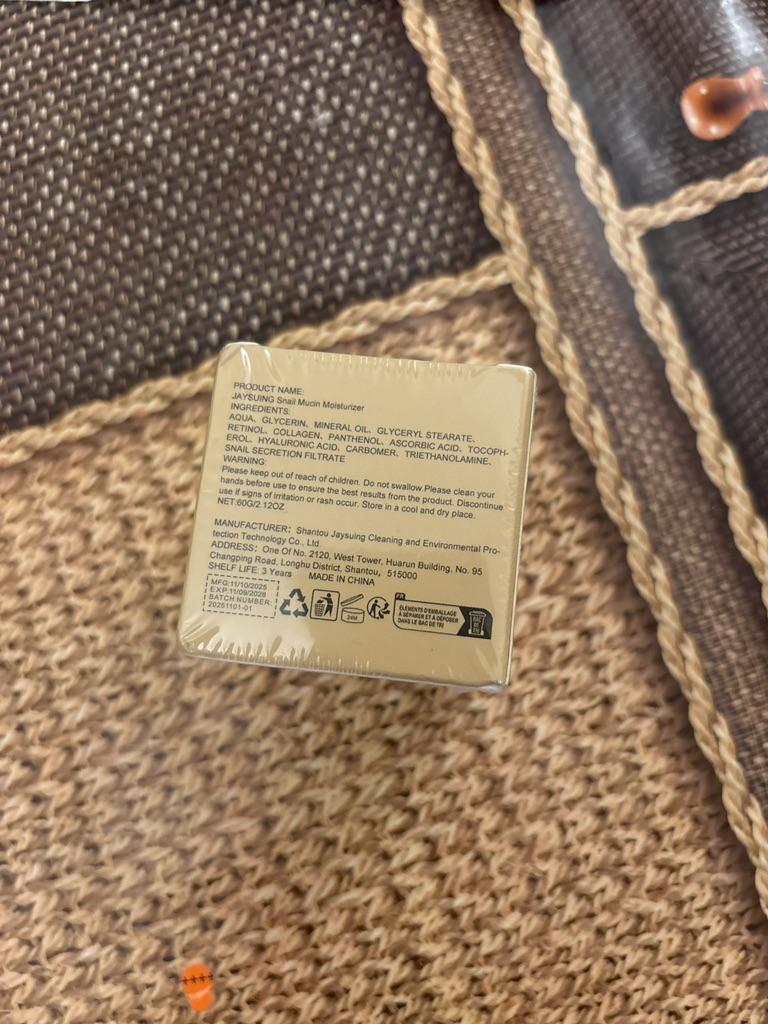 PRODUCT NAME:
JAYSUING Snail Mucin Moisturizer
INGREDIENTS:
AQUA、GLYCERIN、MINERAL OIL、GLYCERYL STEARATE、
RETINOL、COLLAGEN、PANTHENOL、ASCORBIC ACID、TOCOPH-
EROL、HYALURONIC ACID、CARBOMER、TRIETHANOLAMINE、
SNAIL SECRETION FILTRATE
WARNING:
Please keep out of reach of children. Do not swallow.Please clean your
hands before use to ensure the best results from the product. Discontinue
use if signs of irritation or rash occur. Store in a cool and dry place.
NET:60G/2.12OZ
MANUFACTURER：Shantou Jaysuing Cleaning and Environmental Pro-
tection Technology Co., Ltd.
ADDRESS：One Of No. 2120, West Tower, Huarun Building, No. 95
Changping Road, Longhu District, Shantou，515000
SHELF LIFE: 3 Years MADE IN CHINA
MFG:11/10/2025
EXP:11/09/2028
BATCH NUMBER:
20251101-01
24M
FR
ÉLÉMENTS D'EMBALLAGE
À SÉPARER ET À DÉPOSER
DANS LE BAC DE TRI
BAC
DE
TRI